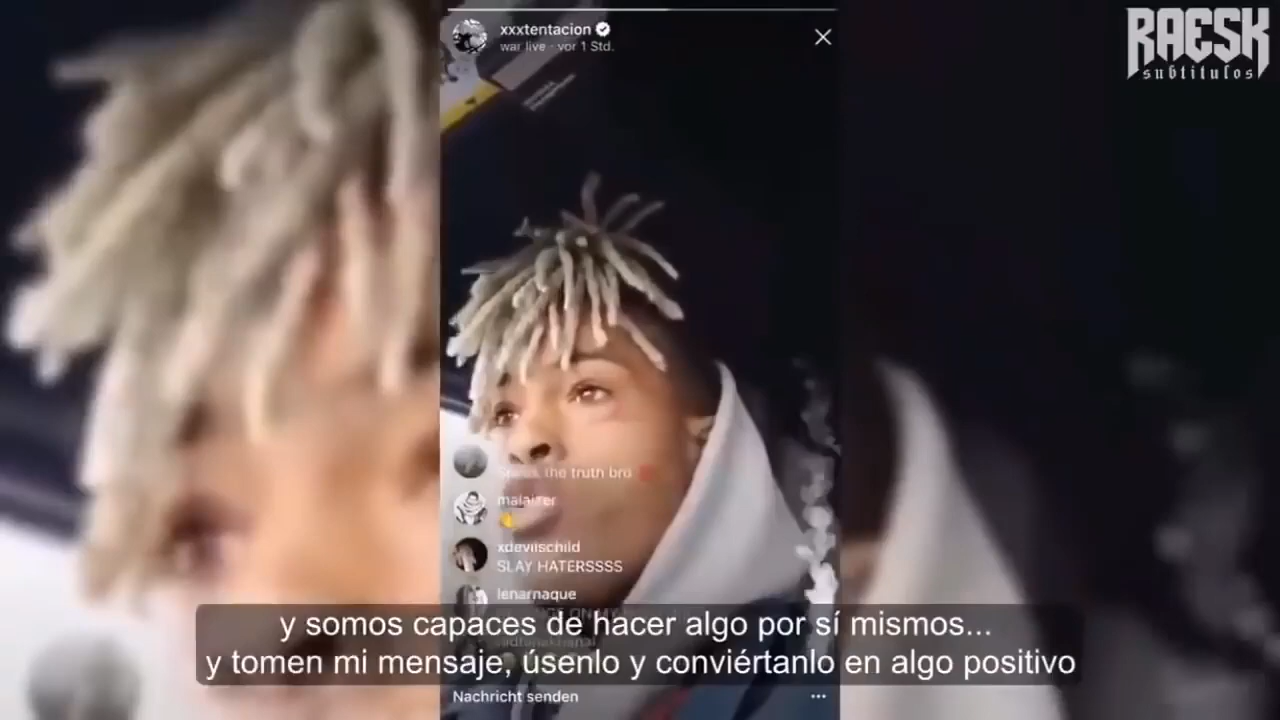 xxxtentacion
war live · vor 1 Std.
RAESK
subtitulos
the truth bro
xdevilschild
SLAY HATERSSSS
lenarnaque
y somos capaces de hacer algo por sí mismos...
y tomen mi mensaje, úsenlo y conviértanlo en algo positivo
Nachricht senden